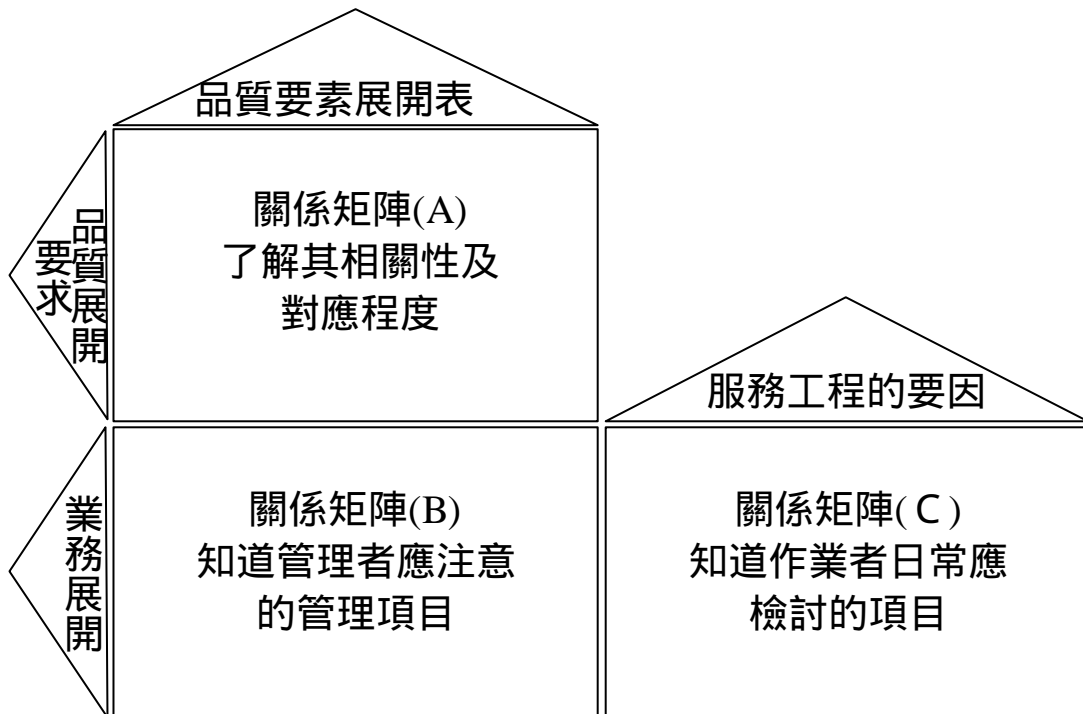 品質要素展開表
要求
品質展開
關係矩陣(A)
了解其相關性及
對應程度
服務工程的要因
業務展開
關係矩陣(B)
知道管理者應注意
的管理項目
關係矩陣(Ｃ)
知道作業者日常應
檢討的項目